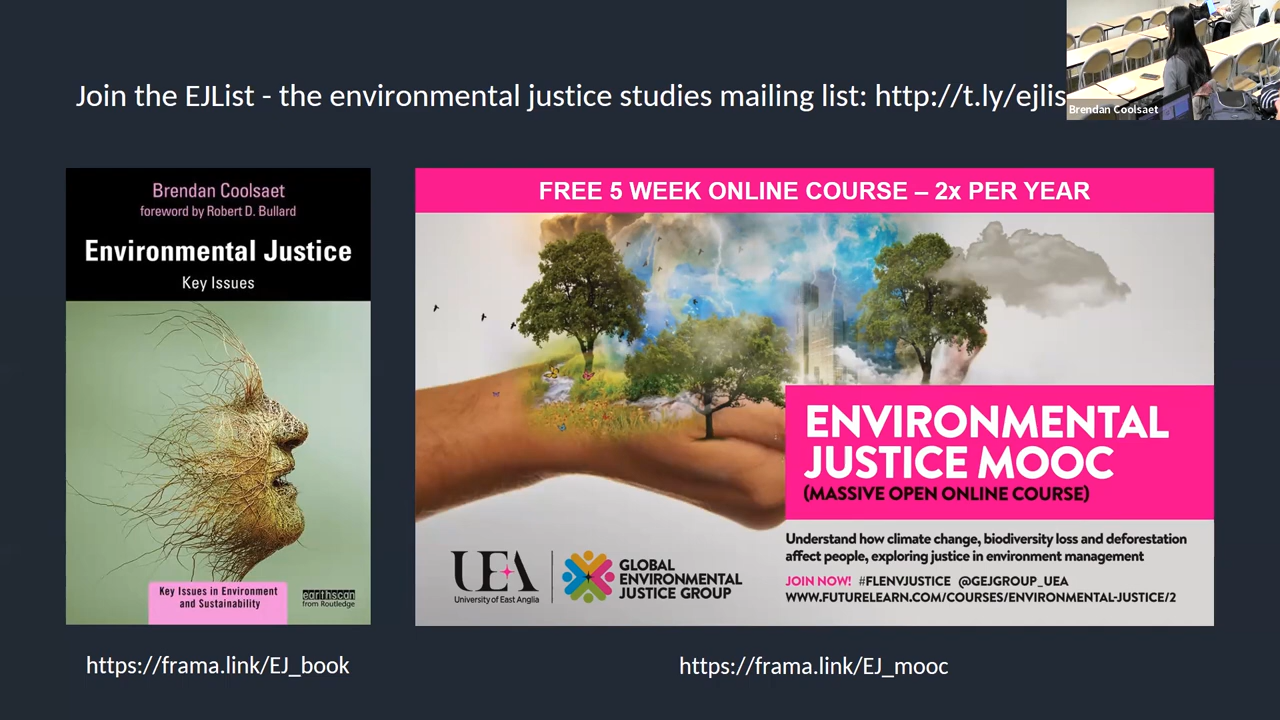 Join the EJList - the environmental justice studies mailing list: http://t.ly/ejlis
Brendan Coolsaet
Brendan Coolsaet
foreword by Robert D. Bullard
Environmental Justice
Key Issues
Key Issues in Environment
and Sustainability
earthscan
from Routledge
https://frama.link/EJ_book
FREE 5 WEEK ONLINE COURSE – 2x PER YEAR
ENVIRONMENTAL
JUSTICE MOOC
(MASSIVE OPEN ONLINE COURSE)
Understand how climate change, biodiversity loss and deforestation
affect people, exploring justice in environment management
JOIN NOW! #FLENVJUSTICE @GEJGROUP_UEA
WWW.FUTURELEARN.COM/COURSES/ENVIRONMENTAL-JUSTICE/2
UEA
University of East Anglia
GLOBAL
ENVIRONMENTAL
JUSTICE GROUP
https://frama.link/EJ_mooc